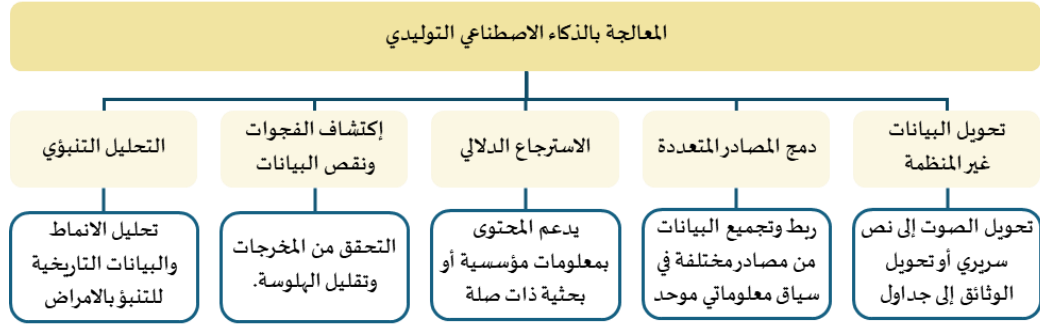 المعالجة بالذكاء الاصطناعي التوليدي
تحويل البيانات
غير المنظمة
دمج المصادر المتعددة
الاسترجاع الدلالي
إكتشاف الفجوات
ونقص البيانات
التحليل التنبؤي
تحويل الصوت إلى نص
سريري أو تحويل
الوثائق إلى جداول
ربط وتجميع البيانات
من مصادر مختلفة في
سياق معلوماتي موحد
يدعم المحتوى
بمعلومات مؤسسية أو
بحثية ذات صلة
التحقق من المخرجات
وتقليل الهلوسة.
تحليل الانماط
والبيانات التاريخية
للتنبؤ بالامراض